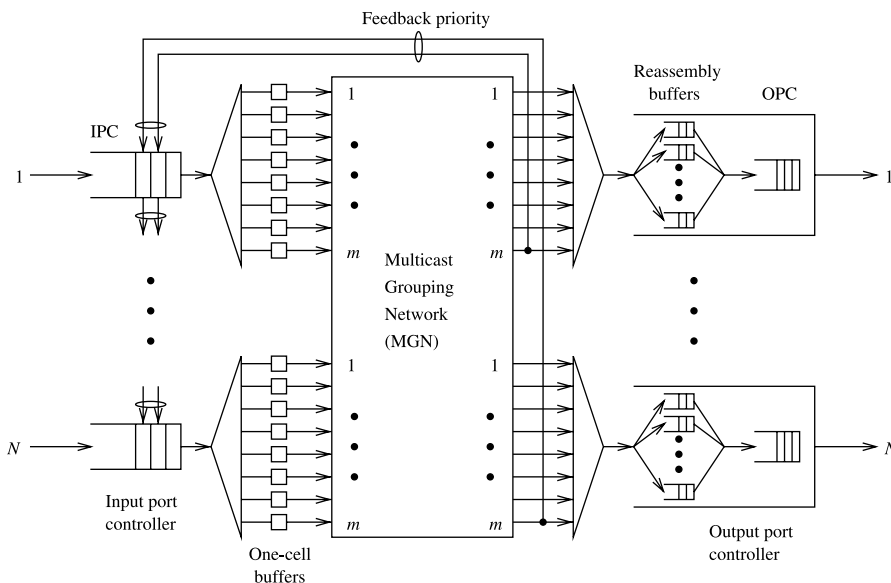 Feedback priority
Reassembly
buffers
OPC
IPC
1
1
1
1
m
m
Multicast
Grouping
Network
(MGN)
1
1
N
N
m
m
Input port
controller
One-cell
buffers
Output port
controller